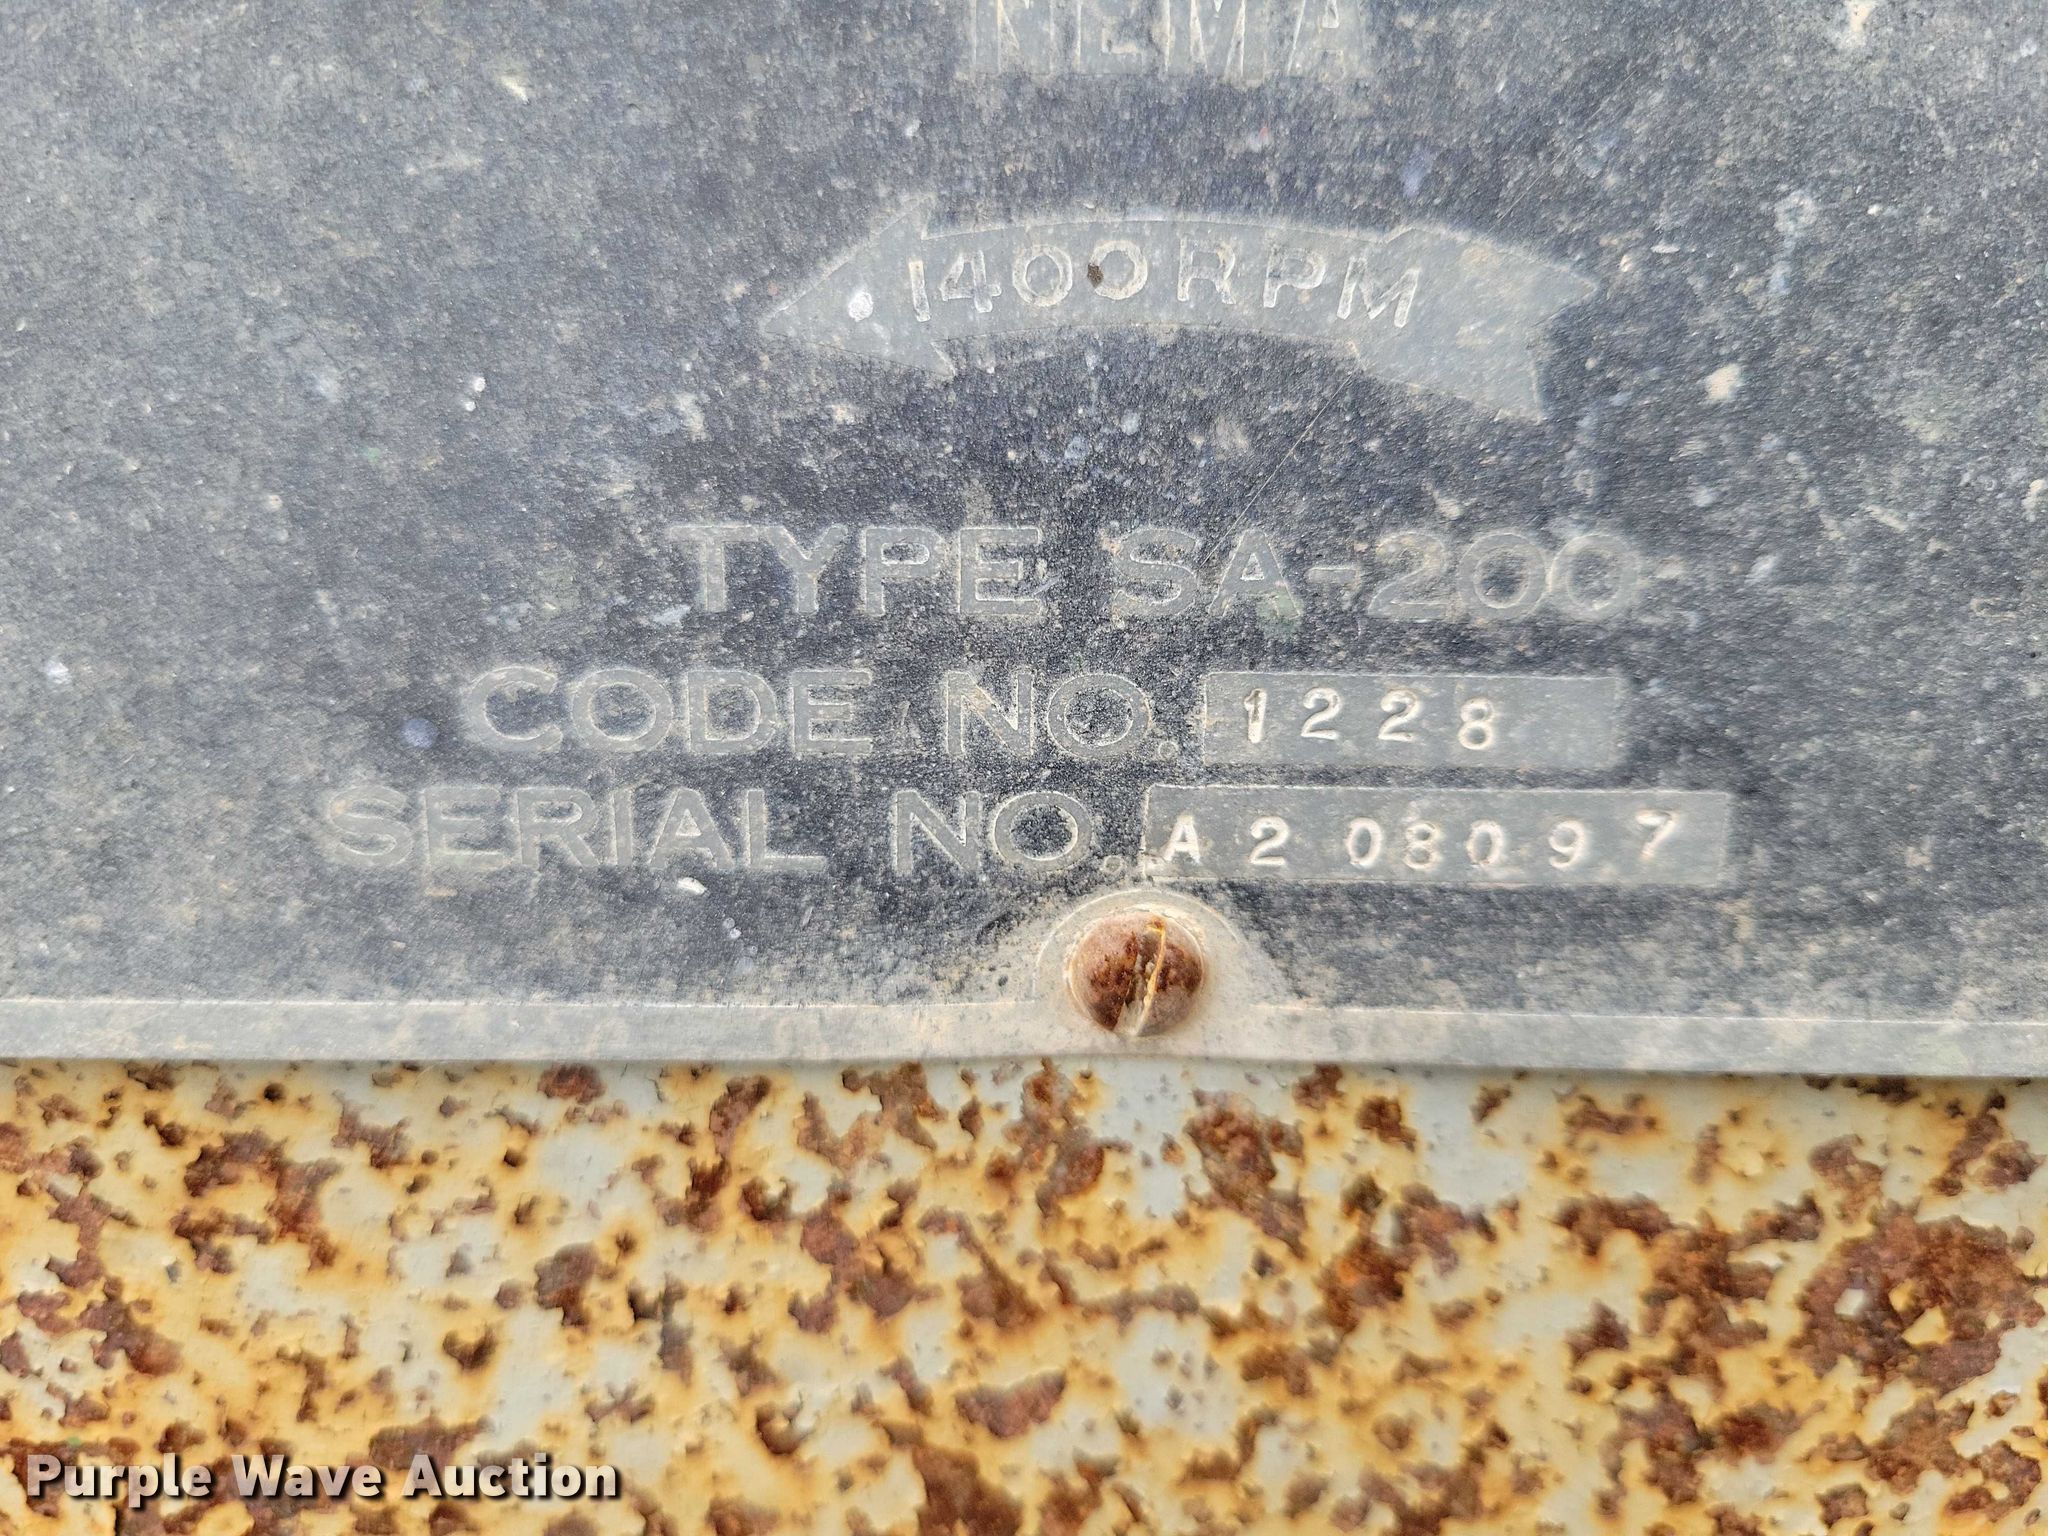 NEMA
1400 RPM
TYPE SA-200
CODE NO. 1228
SERIAL NO. A208097
Purple Wave Auction